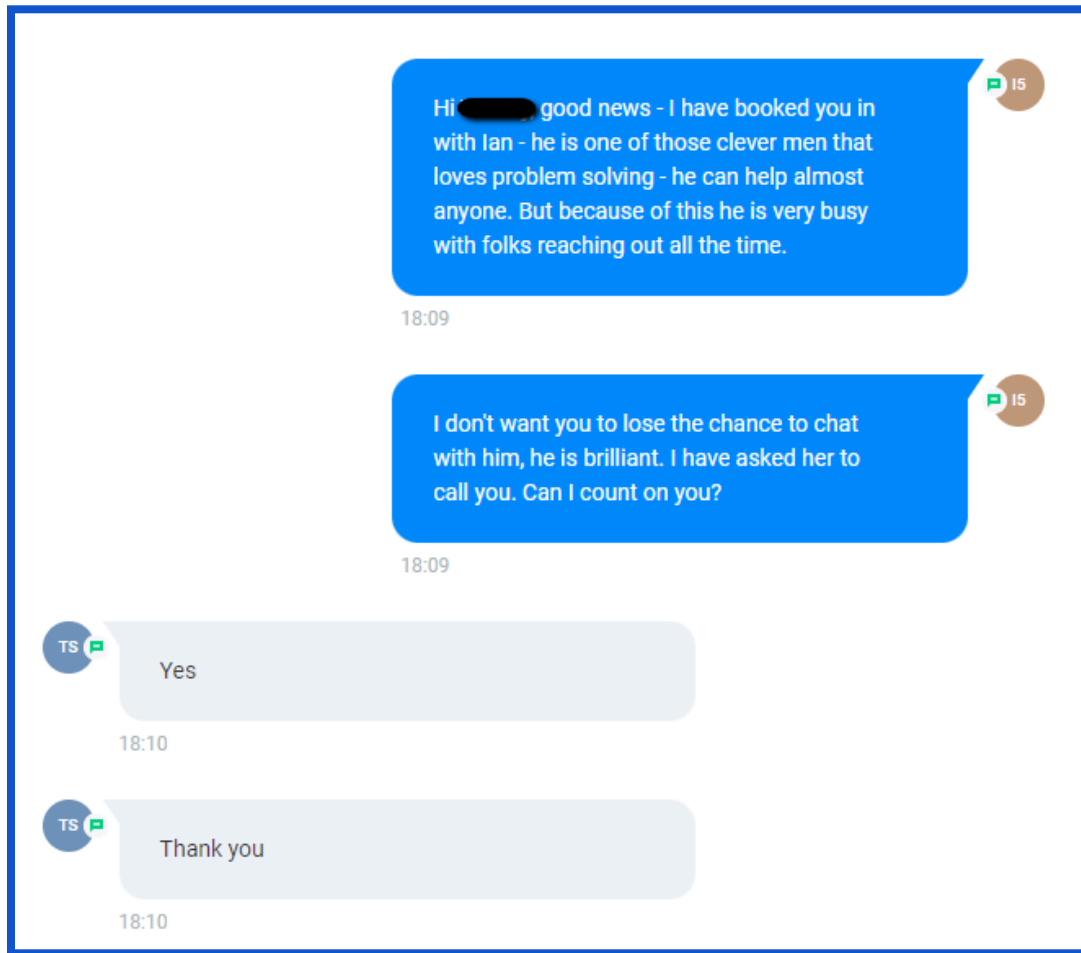 Hi good news - I have booked you in
I5
with Ian - he is one of those clever men that
loves problem solving - he can help almost
anyone. But because of this he is very busy
with folks reaching out all the time.
18:09
I5
I don't want you to lose the chance to chat
with him, he is brilliant. I have asked her to
call you. Can I count on you?
18:09
TS
Yes
18:10
TS
Thank you
18:10